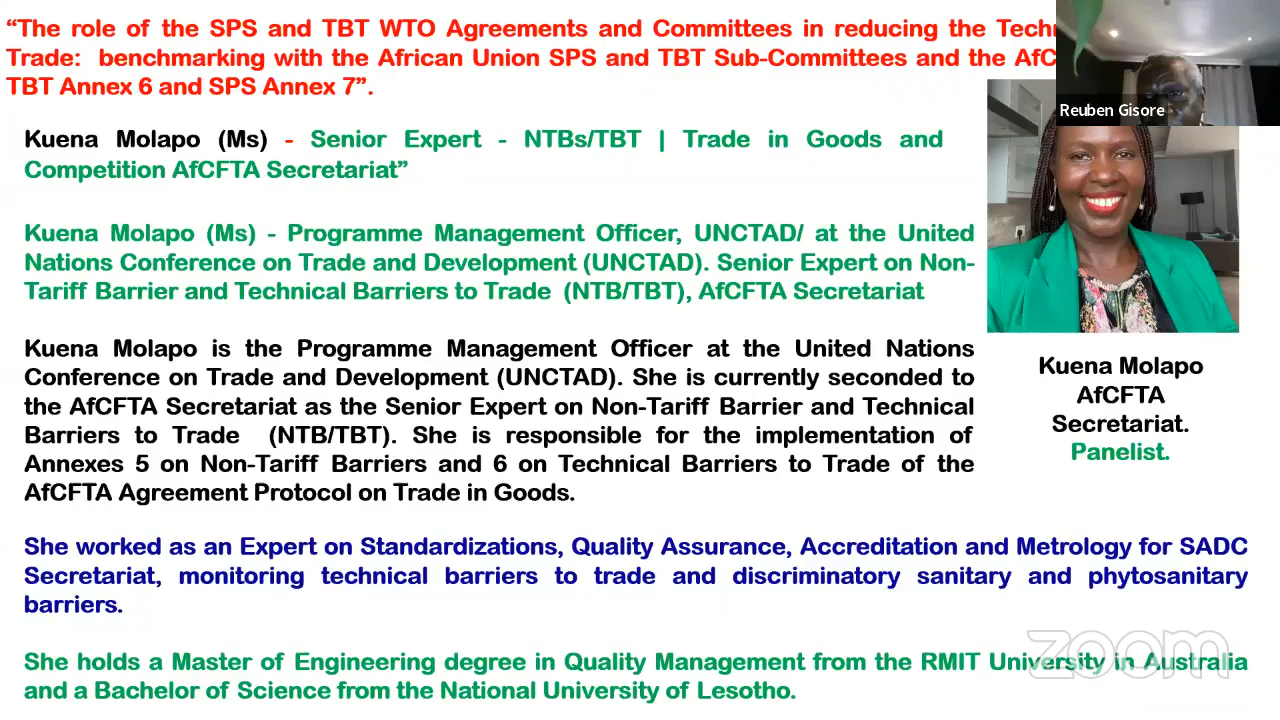 “The role of the SPS and TBT WTO Agreements and Committees in reducing the
Trade: benchmarking with the African Union SPS and TBT Sub-Committees and the
TBT Annex 6 and SPS Annex 7”.
Reuben Gisore
Kuena Molapo (Ms) - Senior Expert - NTBs/TBT | Trade in Goods and
Competition AfCFTA Secretariat”
Kuena Molapo (Ms) - Programme Management Officer, UNCTAD/ at the United
Nations Conference on Trade and Development (UNCTAD). Senior Expert on Non-
Tariff Barrier and Technical Barriers to Trade (NTB/TBT), AfCFTA Secretariat
Kuena Molapo is the Programme Management Officer at the United Nations
Conference on Trade and Development (UNCTAD). She is currently seconded to
the AfCFTA Secretariat as the Senior Expert on Non-Tariff Barrier and Technical
Barriers to Trade (NTB/TBT). She is responsible for the implementation of
Annexes 5 on Non-Tariff Barriers and 6 on Technical Barriers to Trade of the
AfCFTA Agreement Protocol on Trade in Goods.
Kuena Molapo
AfCFTA
Secretariat.
Panelist.
She worked as an Expert on Standardizations, Quality Assurance, Accreditation and Metrology for SADC
Secretariat, monitoring technical barriers to trade and discriminatory sanitary and phytosanitary
barriers.
She holds a Master of Engineering degree in Quality Management from the RMIT University in Australia
and a Bachelor of Science from the National University of Lesotho.
zoom